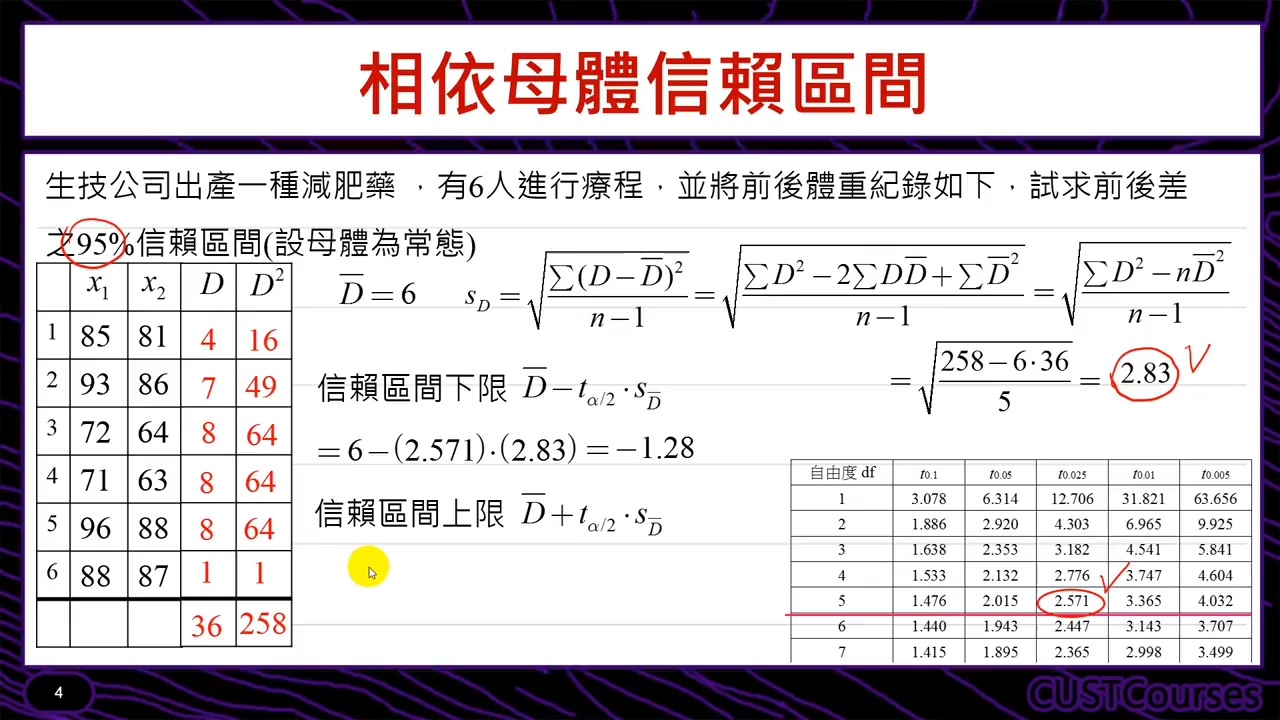 相依母體信賴區間
生技公司出產一種減肥藥 ，有6人進行療程，並將前後體重紀錄如下，試求前後差
之95%信賴區間(設母體為常態)
x₁ x₂ D D²
1 85 81 4 16
2 93 86 7 49
3 72 64 8 64
4 71 63 8 64
5 96 88 8 64
6 88 87 1 1
36 258
D̅ = 6 s_D = √(∑(D − D̅)² / (n − 1)) = √((∑D² − 2∑DD̅ + ∑D̅²) / (n − 1)) = √((∑D² − nD̅²) / (n − 1))
= √((258 − 6·36) / 5) = 2.83
信賴區間下限 D̅ − t_{α/2} · s_D̅
= 6 − (2.571)·(2.83) = −1.28
信賴區間上限 D̅ + t_{α/2} · s_D̅
自由度 df t0.1 t0.05 t0.025 t0.01 t0.005
1 3.078 6.314 12.706 31.821 63.656
2 1.886 2.920 4.303 6.965 9.925
3 1.638 2.353 3.182 4.541 5.841
4 1.533 2.132 2.776 3.747 4.604
5 1.476 2.015 2.571 3.365 4.032
6 1.440 1.943 2.447 3.143 3.707
7 1.415 1.895 2.365 2.998 3.499
4
CUSTCourses